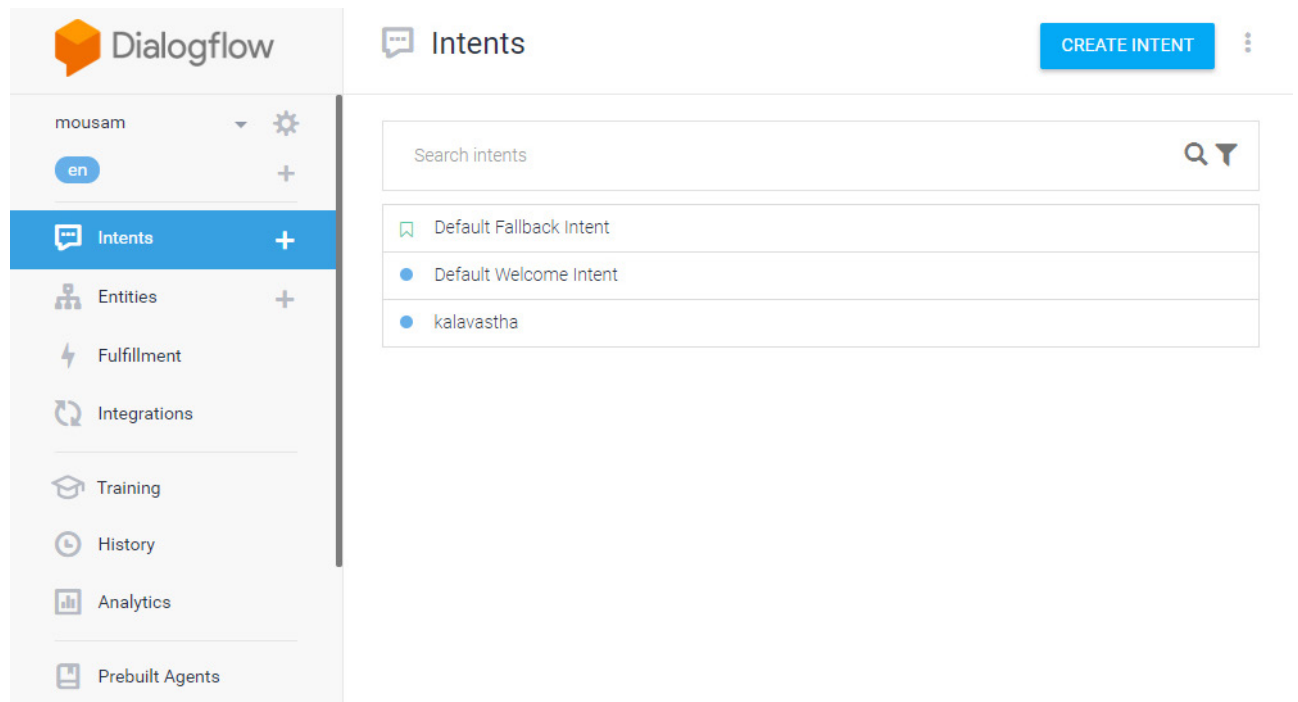 Dialogflow
mousam
en
Intents
Entities
Fulfillment
Integrations
Training
History
Analytics
Prebuilt Agents
Intents
CREATE INTENT
Search intents
Default Fallback Intent
Default Welcome Intent
kalavastha